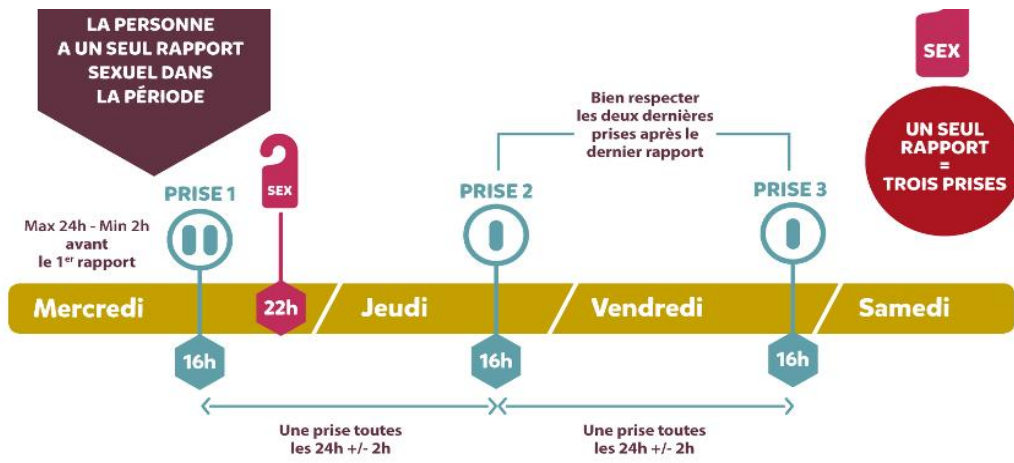 LA PERSONNE
A UN SEUL RAPPORT
SEXUEL DANS
LA PÉRIODE
SEX
UN SEUL
RAPPORT
=
TROIS PRISES
Bien respecter
les deux dernières
prises après le
dernier rapport
PRISE 1
SEX
PRISE 2
PRISE 3
Max 24h - Min 2h
avant
le 1er rapport
Mercredi
22h
Jeudi
Vendredi
Samedi
16h
16h
16h
Une prise toutes
les 24h +/- 2h
Une prise toutes
les 24h +/- 2h